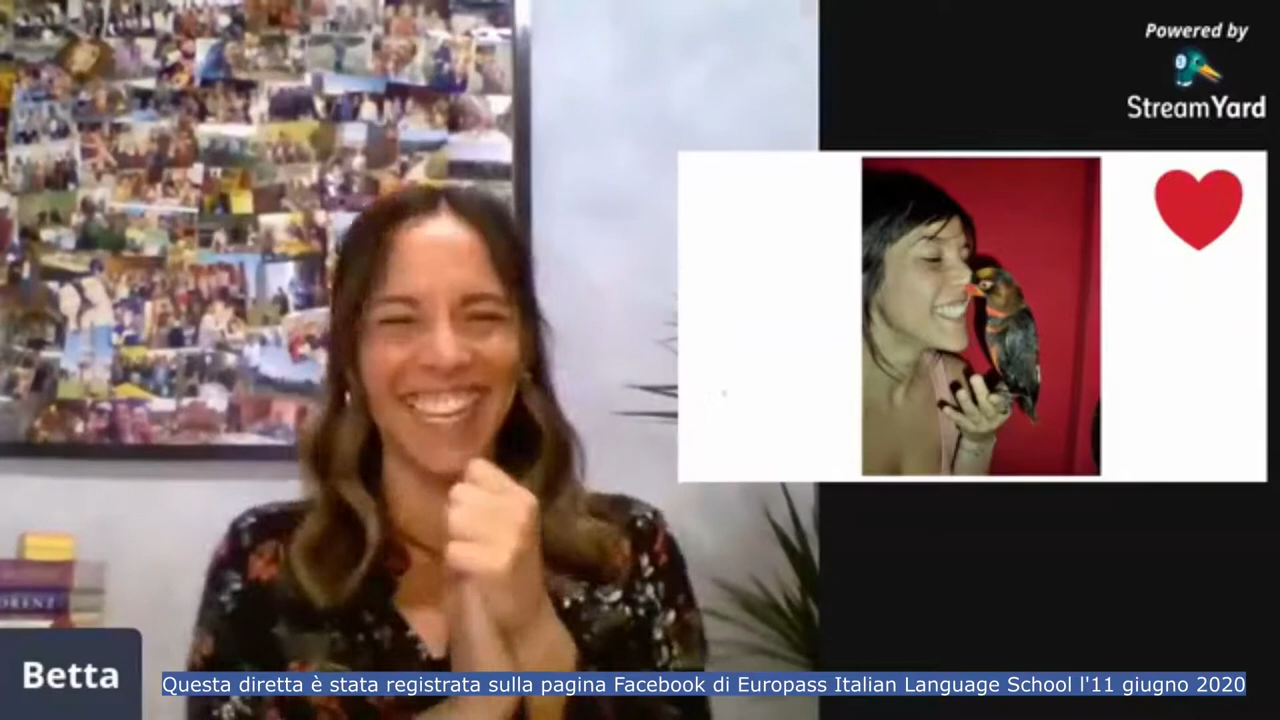 Powered by
StreamYard
Betta
Questa diretta è stata registrata sulla pagina Facebook di Europass Italian Language School l'11 giugno 2020